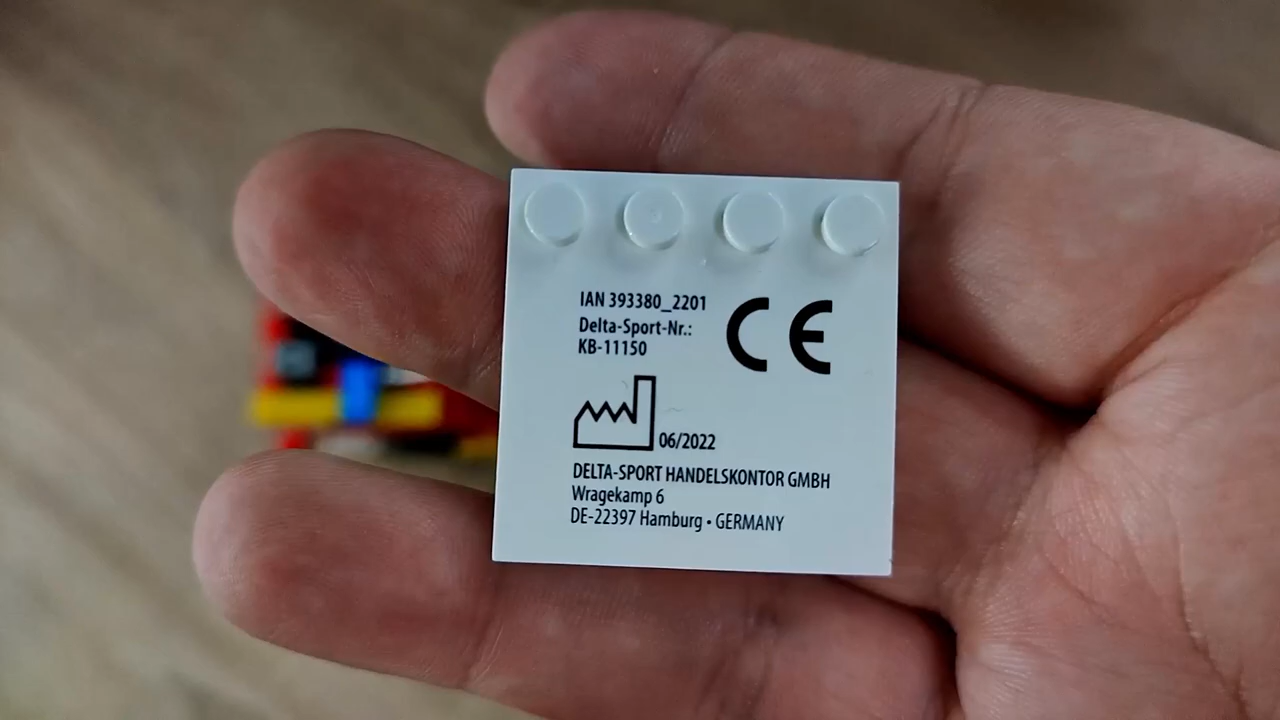 IAN 393380_2201
Delta-Sport-Nr.:
KB-11150
CE
06/2022
DELTA-SPORT HANDELSKONTOR GMBH
Wragekamp 6
DE-22397 Hamburg • GERMANY